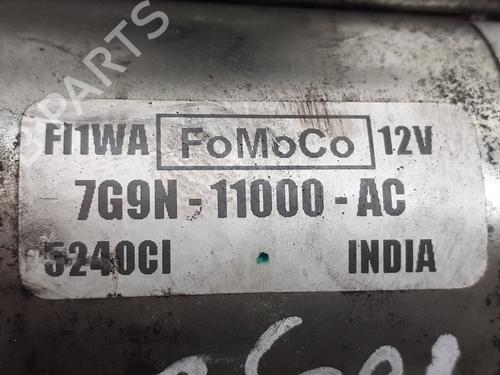 B PARTS
FI1WA FoMoCo 12V
7G9N - 11000 - AC
5240CI INDIA